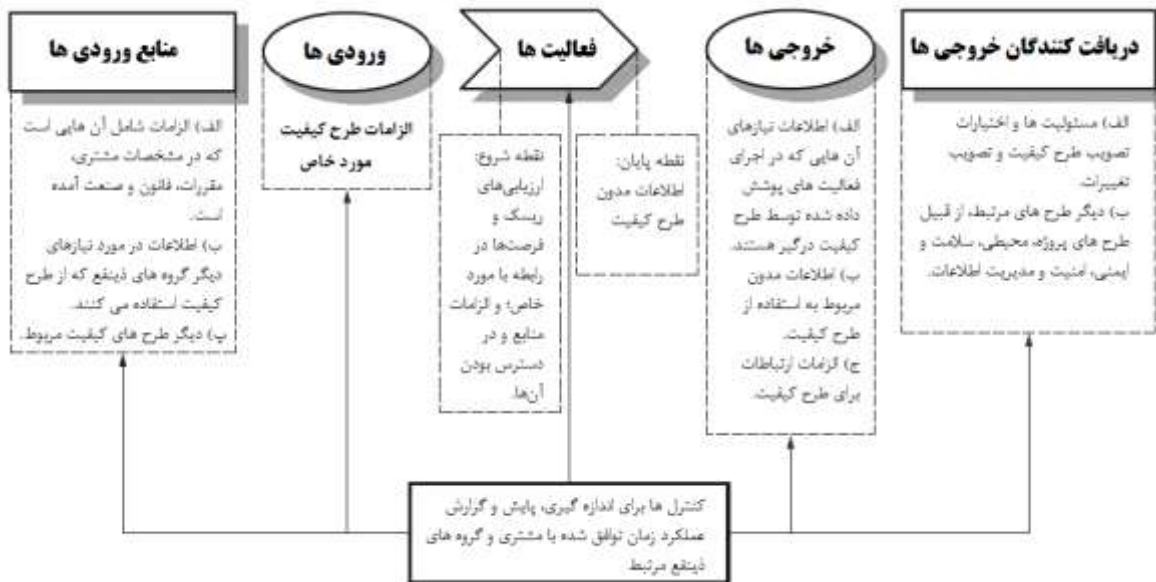 منابع ورودی ها
ورودی ها
فعالیت ها
خروجی ها
دریافت کنندگان خروجی ها
الف) الزامات شامل آن هایی است
که در مشخصات مشتری،
مقررات، قانون و صنعت آمده
است.
ب) اطلاعات در مورد نیازهای
دیگر گروه های ذینفع که از طرح
کیفیت استفاده می کنند.
پ) دیگر طرح های کیفیت مربوط.
الزامات طرح کیفیت
مورد خاص
نقطه شروع:
ارزیابی‌های
ریسک و
فرصت‌ها در
رابطه با مورد
خاص؛ و الزامات
منابع و در
دسترس بودن
آن‌ها.
نقطه پایان:
اطلاعات مدون
طرح کیفیت
الف) اطلاعات نیازهای
آن هایی که در اجرای
فعالیت های پوشش
داده شده توسط طرح
کیفیت درگیر هستند.
ب) اطلاعات مدون
مربوط به استفاده از
طرح کیفیت.
ج) الزامات ارتباطات
برای طرح کیفیت.
الف) مسئولیت ها و اختیارات
تصویب طرح کیفیت و تصویب
تغییرات.
ب) دیگر طرح های مرتبط، از قبیل
طرح های پروژه، محیطی، سلامت و
ایمنی، امنیت و مدیریت اطلاعات.
کنترل ها برای اندازه گیری، پایش و گزارش
عملکرد زمان توافق شده با مشتری و گروه های
ذینفع مرتبط